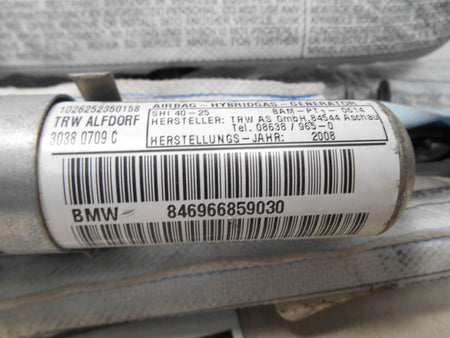 1026252350158
TRW ALFDORF
3038 0709 C
AIRBAG-HYBRIDGAS-GENERATOR
SHI 40-25 BAM-PT1- 0614
HERSTELLER: TRW AS GmbH, 84544 Aschau
Tel. 08638 / 965-0
HERSTELLUNGS-JAHR: 2008
BMW 846966859030